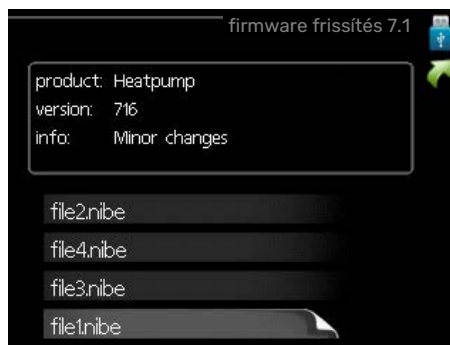 firmware frissítés 7.1
product: Heatpump
version: 716
info: Minor changes
file2.nibe
file4.nibe
file3.nibe
file1.nibe